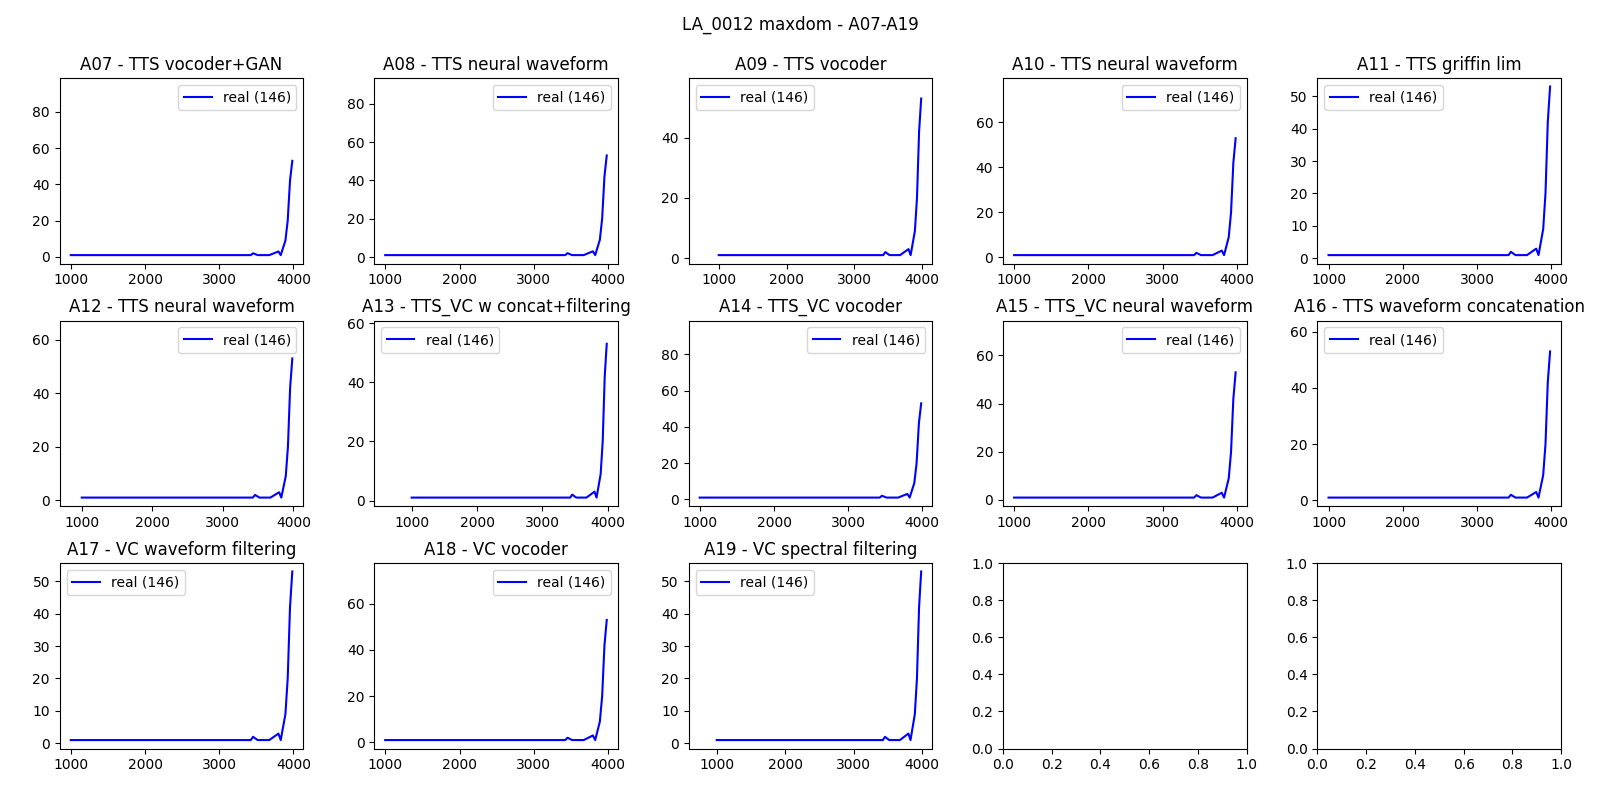 LA_0012 maxdom - A07-A19
A07 - TTS vocoder+GAN
real (146)
80
60
40
20
0
1000 2000 3000 4000
A08 - TTS neural waveform
real (146)
80
60
40
20
0
1000 2000 3000 4000
A09 - TTS vocoder
real (146)
40
20
0
1000 2000 3000 4000
A10 - TTS neural waveform
real (146)
60
40
20
0
1000 2000 3000 4000
A11 - TTS griffin lim
real (146)
50
40
30
20
10
0
1000 2000 3000 4000
A12 - TTS neural waveform
real (146)
60
40
20
0
1000 2000 3000 4000
A13 - TTS_VC w concat+filtering
real (146)
60
40
20
0
1000 2000 3000 4000
A14 - TTS_VC vocoder
real (146)
80
60
40
20
0
1000 2000 3000 4000
A15 - TTS_VC neural waveform
real (146)
60
40
20
0
1000 2000 3000 4000
A16 - TTS waveform concatenation
real (146)
60
40
20
0
1000 2000 3000 4000
A17 - VC waveform filtering
real (146)
50
40
30
20
10
0
1000 2000 3000 4000
A18 - VC vocoder
real (146)
60
40
20
0
1000 2000 3000 4000
A19 - VC spectral filtering
real (146)
50
40
30
20
10
0
1000 2000 3000 4000
1.0
0.8
0.6
0.4
0.2
0.0
0.0 0.2 0.4 0.6 0.8 1.0
1.0
0.8
0.6
0.4
0.2
0.0
0.0 0.2 0.4 0.6 0.8 1.0